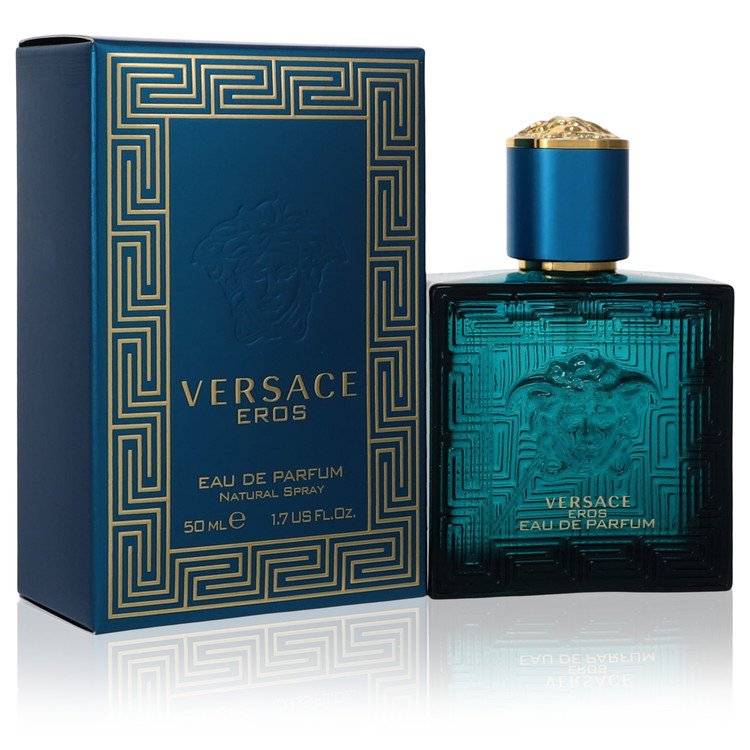 VERSACE
EROS
EAU DE PARFUM
NATURAL SPRAY
50 ML ℮ 1.7 US FL.OZ.
VERSACE
EROS
EAU DE PARFUM